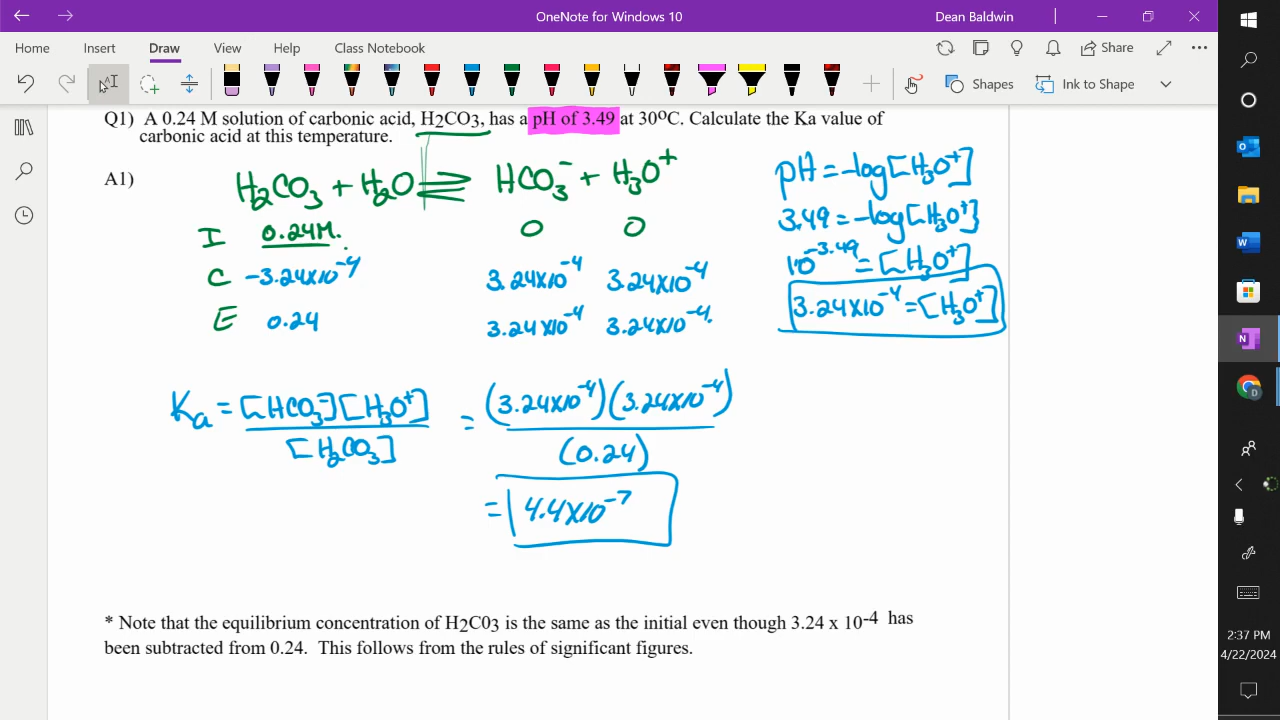 OneNote for Windows 10
Dean Baldwin
Home Insert Draw View Help Class Notebook
Share
Shapes
Ink to Shape
Q1) A 0.24 M solution of carbonic acid, H2CO3, has a pH of 3.49 at 30ºC. Calculate the Ka value of
carbonic acid at this temperature.
A1)
H₂CO₃ + H₂O ⇌ HCO₃⁻ + H₃O⁺
I 0.24M. 0 0
C -3.24x10⁻⁴ 3.24x10⁻⁴ 3.24x10⁻⁴
E 0.24 3.24x10⁻⁴ 3.24x10⁻⁴
pH = -log[H₃O⁺]
3.49 = -log[H₃O⁺]
10⁻³·⁴⁹ = [H₃O⁺]
3.24x10⁻⁴ = [H₃O⁺]
Ka = [HCO₃⁻][H₃O⁺] = (3.24x10⁻⁴)(3.24x10⁻⁴)
[H₂CO₃] (0.24)
= 4.4x10⁻⁷
* Note that the equilibrium concentration of H2C03 is the same as the initial even though 3.24 x 10-4 has
been subtracted from 0.24. This follows from the rules of significant figures.
2:37 PM
4/22/2024